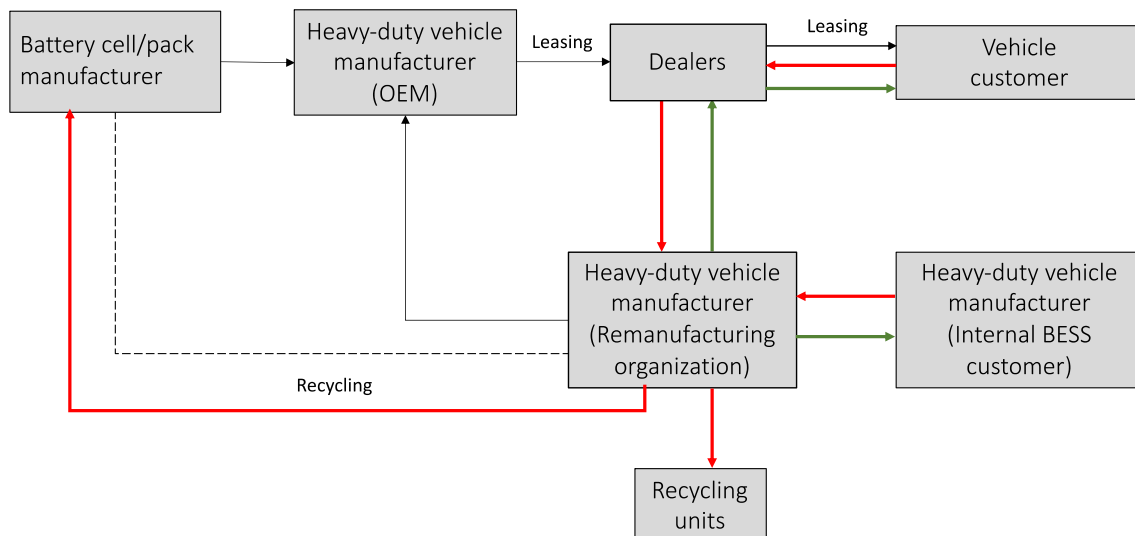 Battery cell/pack
manufacturer
Heavy-duty vehicle
manufacturer
(OEM)
Leasing
Dealers
Leasing
Vehicle
customer
Heavy-duty vehicle
manufacturer
(Remanufacturing
organization)
Heavy-duty vehicle
manufacturer
(Internal BESS
customer)
Recycling
Recycling
units